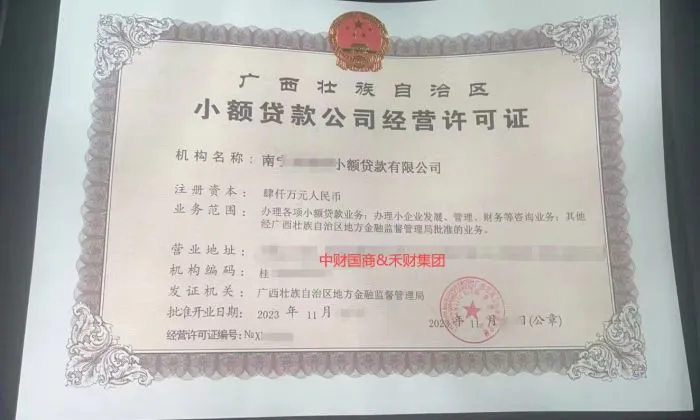 广西壮族自治区
小额贷款公司经营许可证
机构名称：南宁 小额贷款有限公司
注册资本：肆仟万元人民币
业务范围：办理各项小额贷款业务；办理小企业发展、管理、财务等咨询业务；其他
经广西壮族自治区地方金融监督管理局批准的业务。
营业地址：
中财国商&禾财集团
机构编码：桂
发证机关：广西壮族自治区地方金融监督管理局
批准开业日期：2023 年 11 月
2023年 11 月 日(公章)
经营许可证编号：№X